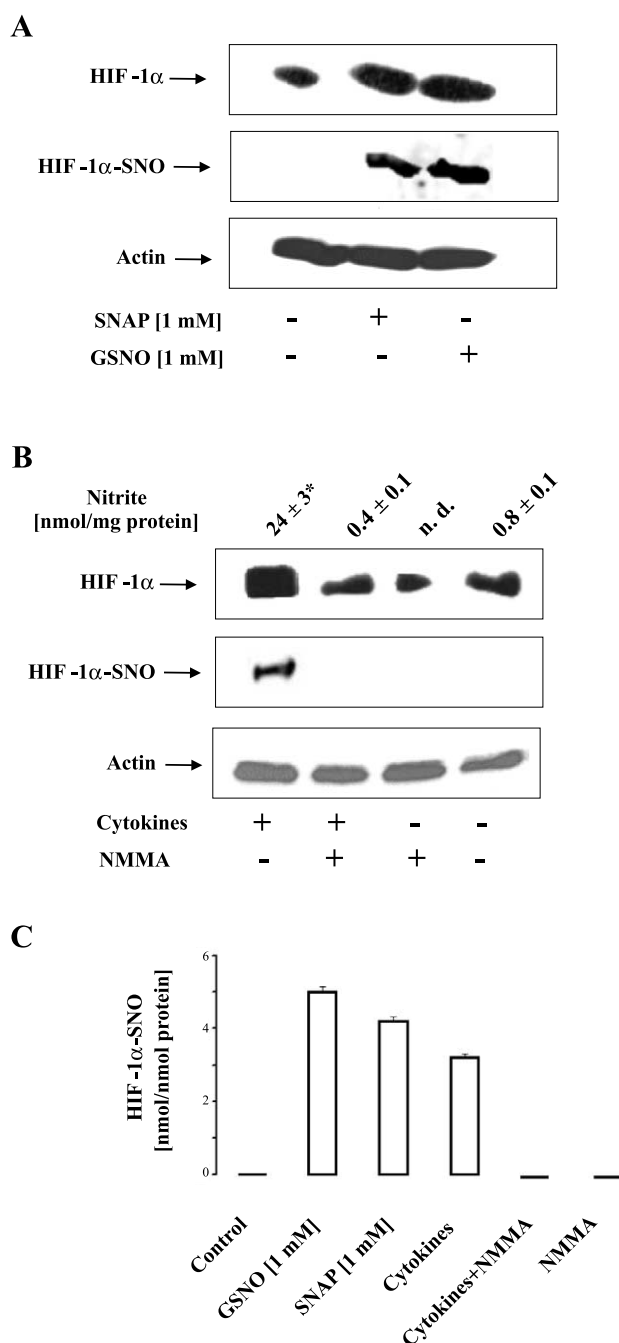 A
HIF -1α
HIF -1α-SNO
Actin
SNAP [1 mM] - + -
GSNO [1 mM] - - +
B
Nitrite
[nmol/mg protein]
24 ± 3*
0.4 ± 0.1
n. d.
0.8 ± 0.1
HIF -1α
HIF -1α-SNO
Actin
Cytokines + + - -
NMMA - + + -
C
HIF -1α-SNO
[nmol/nmol protein]
6
4
2
0
Control
GSNO [1 mM]
SNAP [1 mM]
Cytokines
Cytokines+NMMA
NMMA